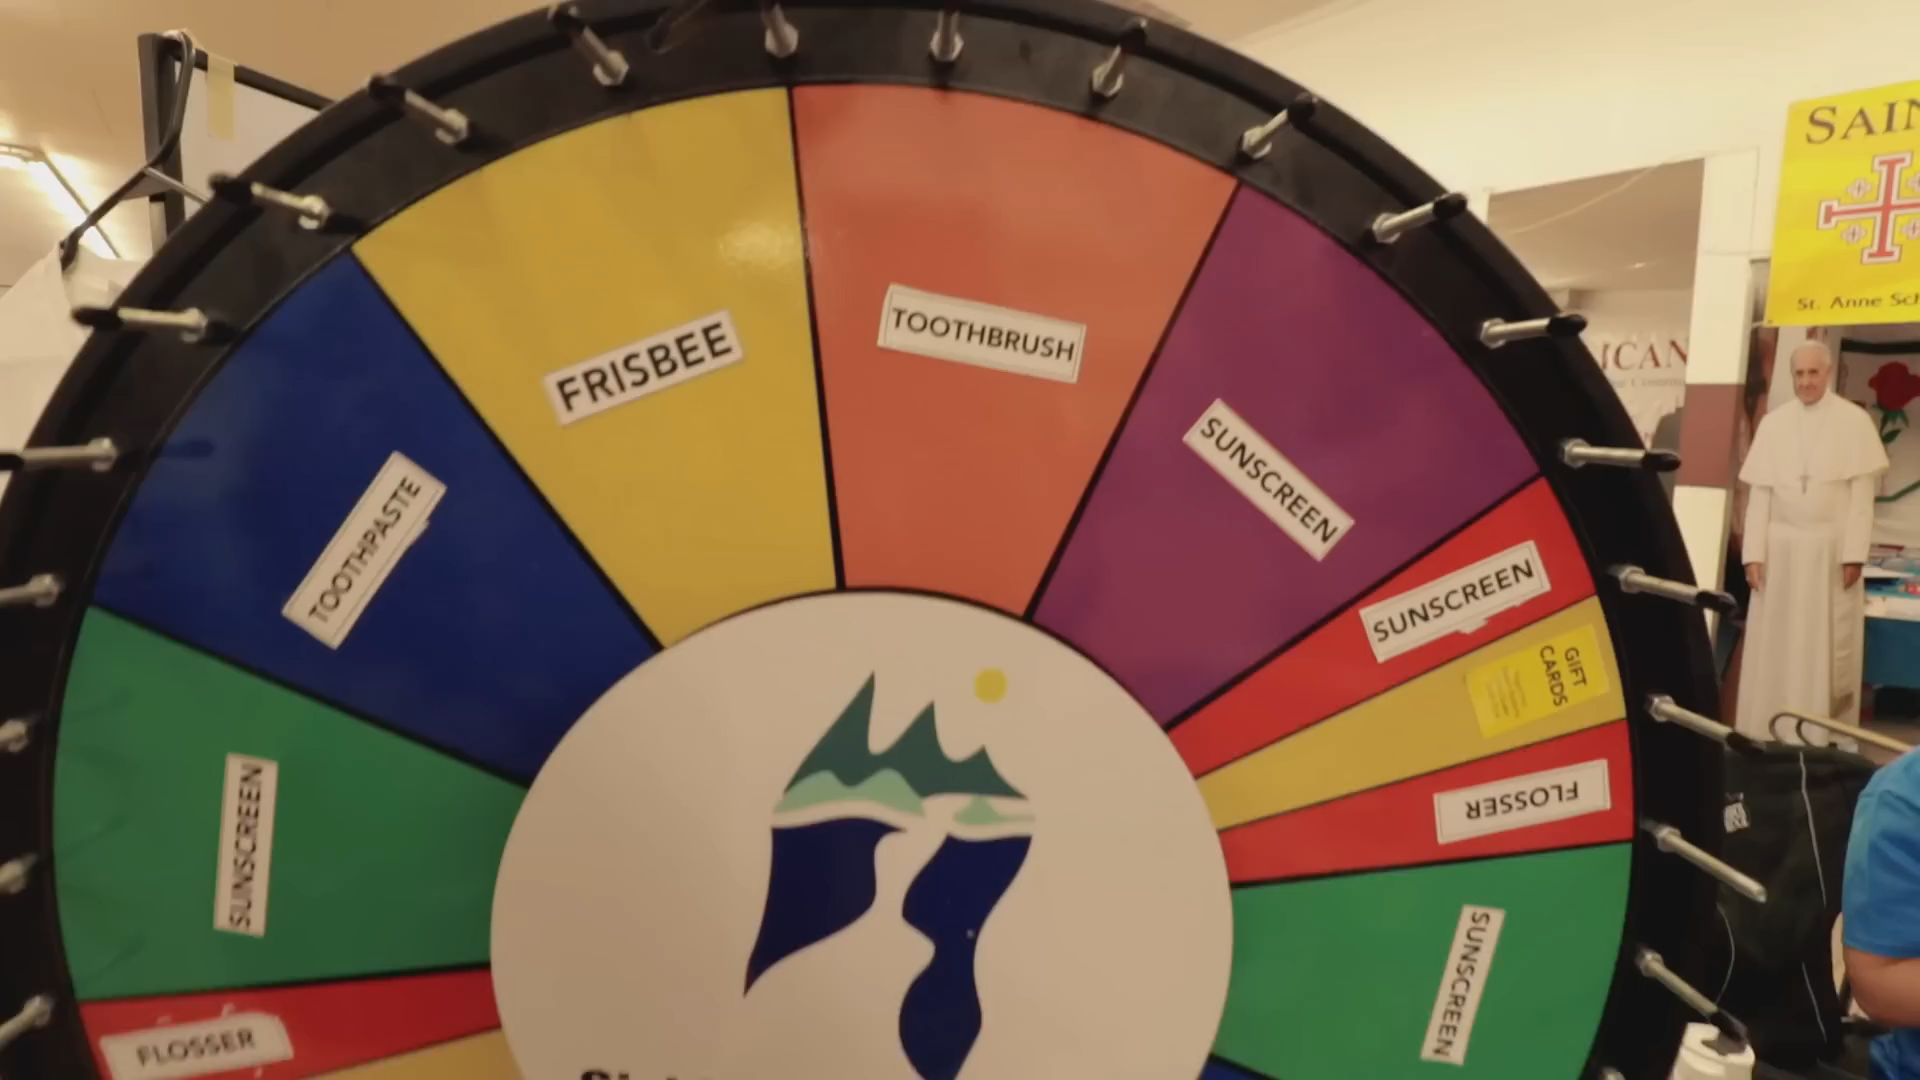 FRISBEE
TOOTHBRUSH
SUNSCREEN
TOOTHPASTE
SUNSCREEN
GIFT
CARDS
FLOSSER
SUNSCREEN
SUNSCREEN
FLOSSER
SAIN
St. Anne Sch
ICAN